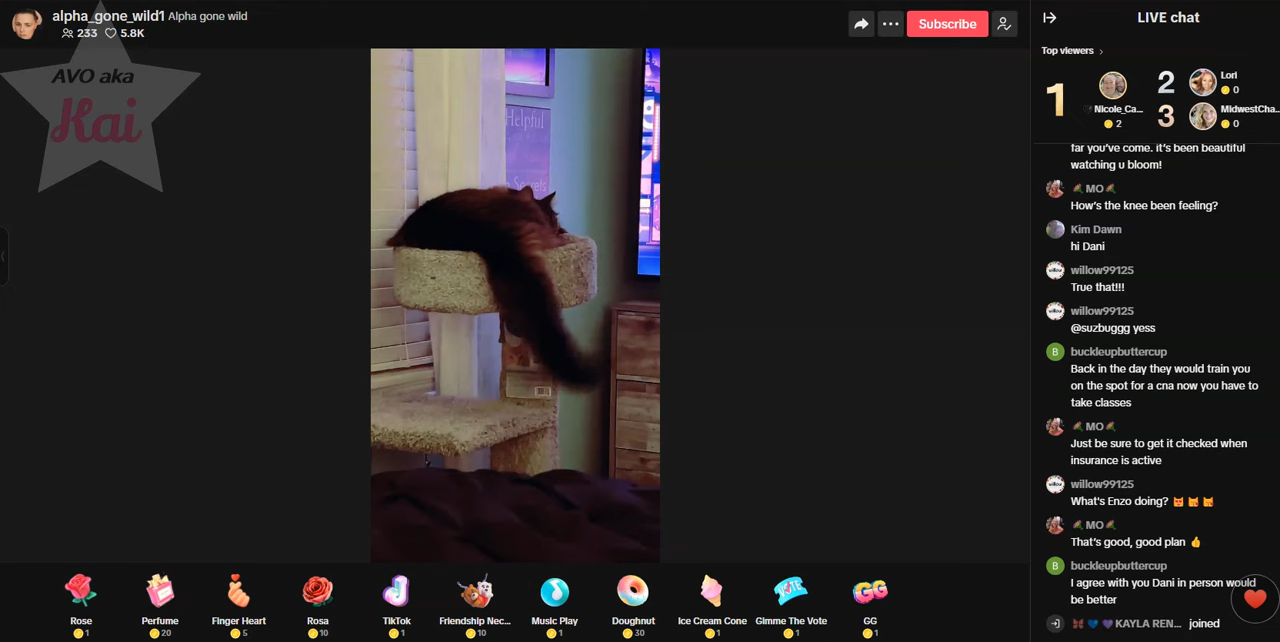 alpha_gone_wild1 Alpha gone wild
233 5.8K
Subscribe
AVO aka
Kai
Helpful
Secrets
LIVE chat
Top viewers
1
Nicole_Ca...
2
2
Lori
0
3
MidwestCha...
0
far you've come. it's been beautiful
watching u bloom!
MO
How's the knee been feeling?
Kim Dawn
hi Dani
willow99125
True that!!!
willow99125
@suzbuggg yess
B buckleupbuttercup
Back in the day they would train you
on the spot for a cna now you have to
take classes
MO
Just be sure to get it checked when
insurance is active
willow99125
What's Enzo doing?
MO
That's good, good plan
B buckleupbuttercup
I agree with you Dani in person would
be better
KAYLA REN... joined
GG
Rose
1
Perfume
20
Finger Heart
5
Rosa
10
TikTok
1
Friendship Nec...
10
Music Play
1
Doughnut
30
Ice Cream Cone
1
Gimme The Vote
1
GG
1